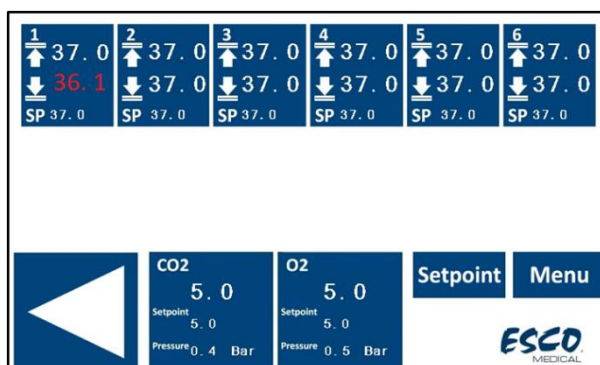 1 2 3 4 5 6
37.0 37.0 37.0 37.0 37.0 37.0
36.1 37.0 37.0 37.0 37.0 37.0
SP 37.0 SP 37.0 SP 37.0 SP 37.0 SP 37.0 SP 37.0
CO2
5.0
Setpoint
5.0
Pressure 0.4 Bar
O2
5.0
Setpoint
5.0
Pressure 0.5 Bar
Setpoint
Menu
ESCO
MEDICAL